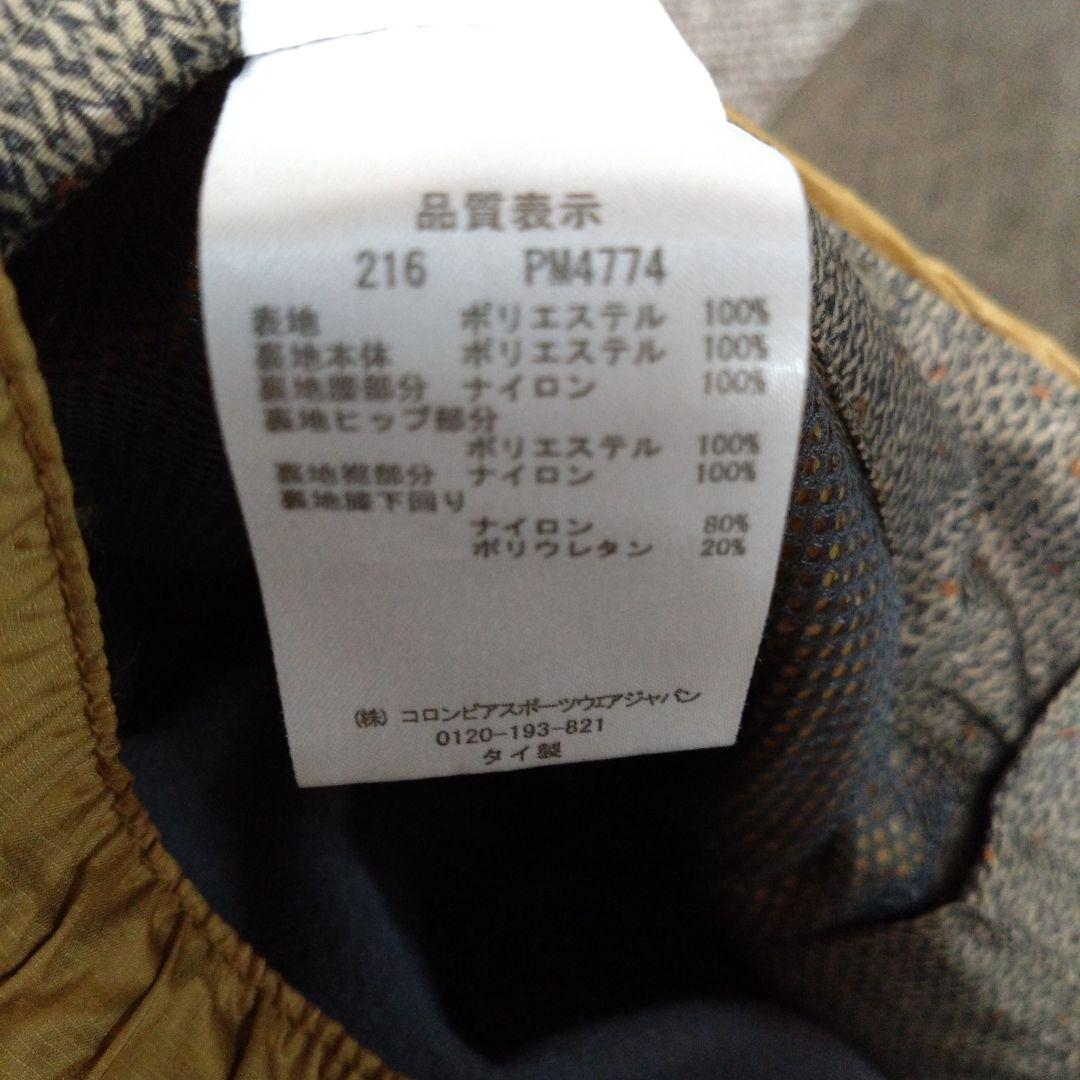 品質表示
216 PM4774
表地 ポリエステル 100%
裏地本体 ポリエステル 100%
裏地腰部分 ナイロン 100%
裏地ヒップ部分
ポリエステル 100%
裏地裾部分 ナイロン 100%
裏地膝下回り
ナイロン 80%
ポリウレタン 20%
(株) コロンビアスポーツウエアジャパン
0120-193-821
タイ製